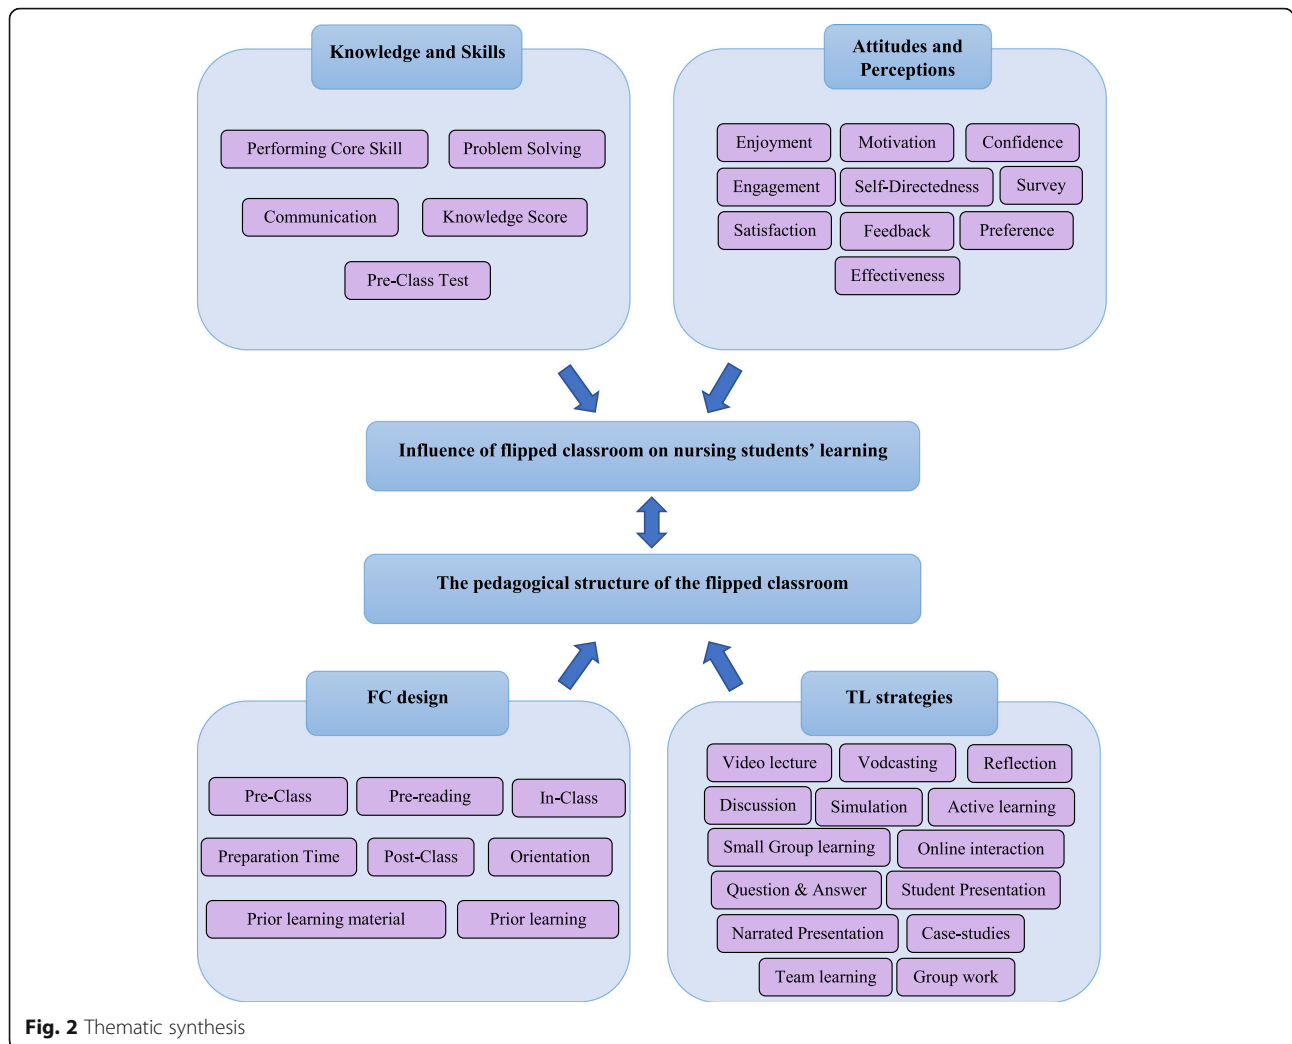 Knowledge and Skills
Performing Core Skill
Problem Solving
Communication
Knowledge Score
Pre-Class Test
Attitudes and
Perceptions
Enjoyment
Motivation
Confidence
Engagement
Self-Directedness
Survey
Satisfaction
Feedback
Preference
Effectiveness
Influence of flipped classroom on nursing students’ learning
The pedagogical structure of the flipped classroom
FC design
Pre-Class
Pre-reading
In-Class
Preparation Time
Post-Class
Orientation
Prior learning material
Prior learning
TL strategies
Video lecture
Vodcasting
Reflection
Discussion
Simulation
Active learning
Small Group learning
Online interaction
Question & Answer
Student Presentation
Narrated Presentation
Case-studies
Team learning
Group work
Fig. 2 Thematic synthesis